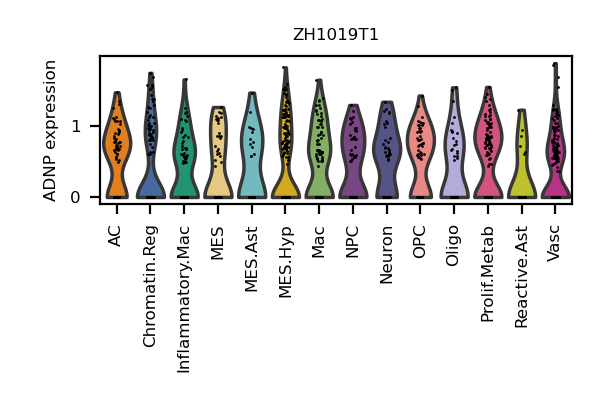 ZH1019T1
ADNP expression
1
0
AC
Chromatin.Reg
Inflammatory.Mac
MES
MES.Ast
MES.Hyp
Mac
NPC
Neuron
OPC
Oligo
Prolif.Metab
Reactive.Ast
Vasc